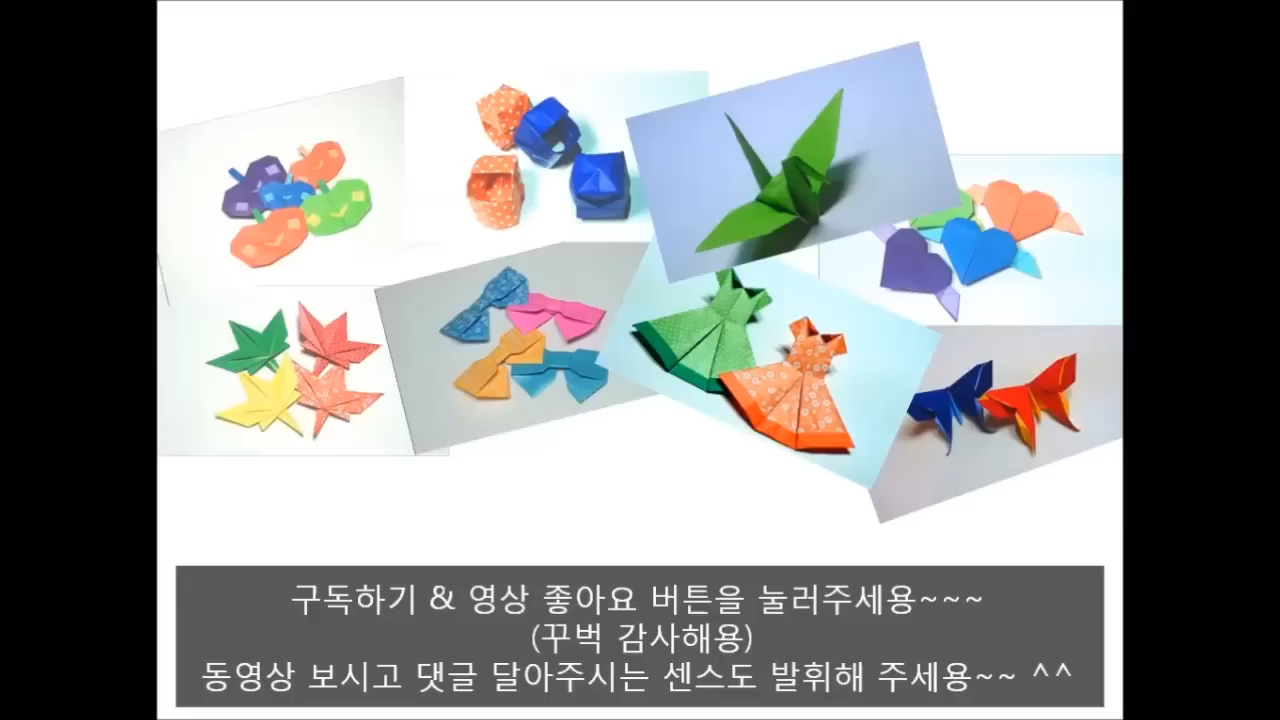 구독하기 & 영상 좋아요 버튼을 눌러주세용~~~
(꾸벅 감사해용)
동영상 보시고 댓글 달아주시는 센스도 발휘해 주세용~~ ^^